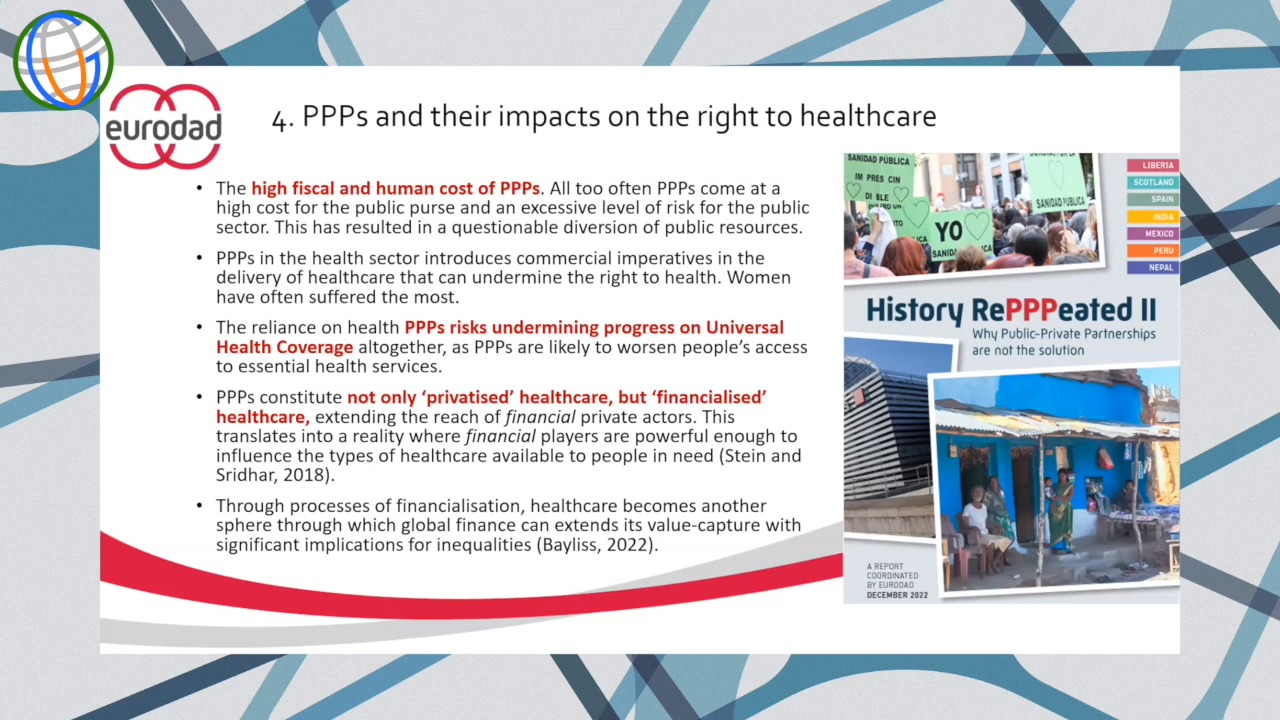 eurodad
4. PPPs and their impacts on the right to healthcare
• The high fiscal and human cost of PPPs. All too often PPPs come at a
high cost for the public purse and an excessive level of risk for the public
sector. This has resulted in a questionable diversion of public resources.
• PPPs in the health sector introduces commercial imperatives in the
delivery of healthcare that can undermine the right to health. Women
have often suffered the most.
• The reliance on health PPPs risks undermining progress on Universal
Health Coverage altogether, as PPPs are likely to worsen people's access
to essential health services.
• PPPs constitute not only ‘privatised’ healthcare, but ‘financialised’
healthcare, extending the reach of financial private actors. This
translates into a reality where financial players are powerful enough to
influence the types of healthcare available to people in need (Stein and
Sridhar, 2018).
• Through processes of financialisation, healthcare becomes another
sphere through which global finance can extends its value-capture with
significant implications for inequalities (Bayliss, 2022).
SANIDAD PÚBLICA
IM PRES CIN
DI BLE
YO
SANIDAD PUBLICA
LIBERIA
SCOTLAND
SPAIN
INDIA
MEXICO
PERU
NEPAL
History RePPPeated II
Why Public-Private Partnerships
are not the solution
A REPORT
COORDINATED
BY EURODAD
DECEMBER 2022